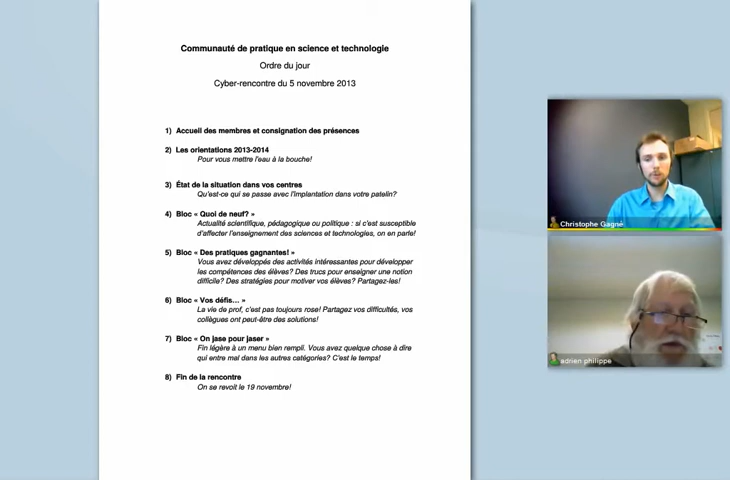 Communauté de pratique en science et technologie
Ordre du jour
Cyber-rencontre du 5 novembre 2013
1) Accueil des membres et consignation des présences
2) Les orientations 2013-2014
Pour vous mettre l'eau à la bouche!
3) État de la situation dans vos centres
Qu'est-ce qui se passe avec l'implantation dans votre patelin?
4) Bloc « Quoi de neuf? »
Actualité scientifique, pédagogique ou politique : si c'est susceptible
d'affecter l'enseignement des sciences et technologies, on en parle!
5) Bloc « Des pratiques gagnantes! »
Vous avez développés des activités intéressantes pour développer
les compétences des élèves? Des trucs pour enseigner une notion
difficile? Des stratégies pour motiver vos élèves? Partagez-les!
6) Bloc « Vos défis... »
La vie de prof, c'est pas toujours rose! Partagez vos difficultés, vos
collègues ont peut-être des solutions!
7) Bloc « On jase pour jaser »
Fin légère à un menu bien rempli. Vous avez quelque chose à dire
qui entre mal dans les autres catégories? C'est le temps!
8) Fin de la rencontre
On se revoit le 19 novembre!
Christophe Gagné
adrien philippe